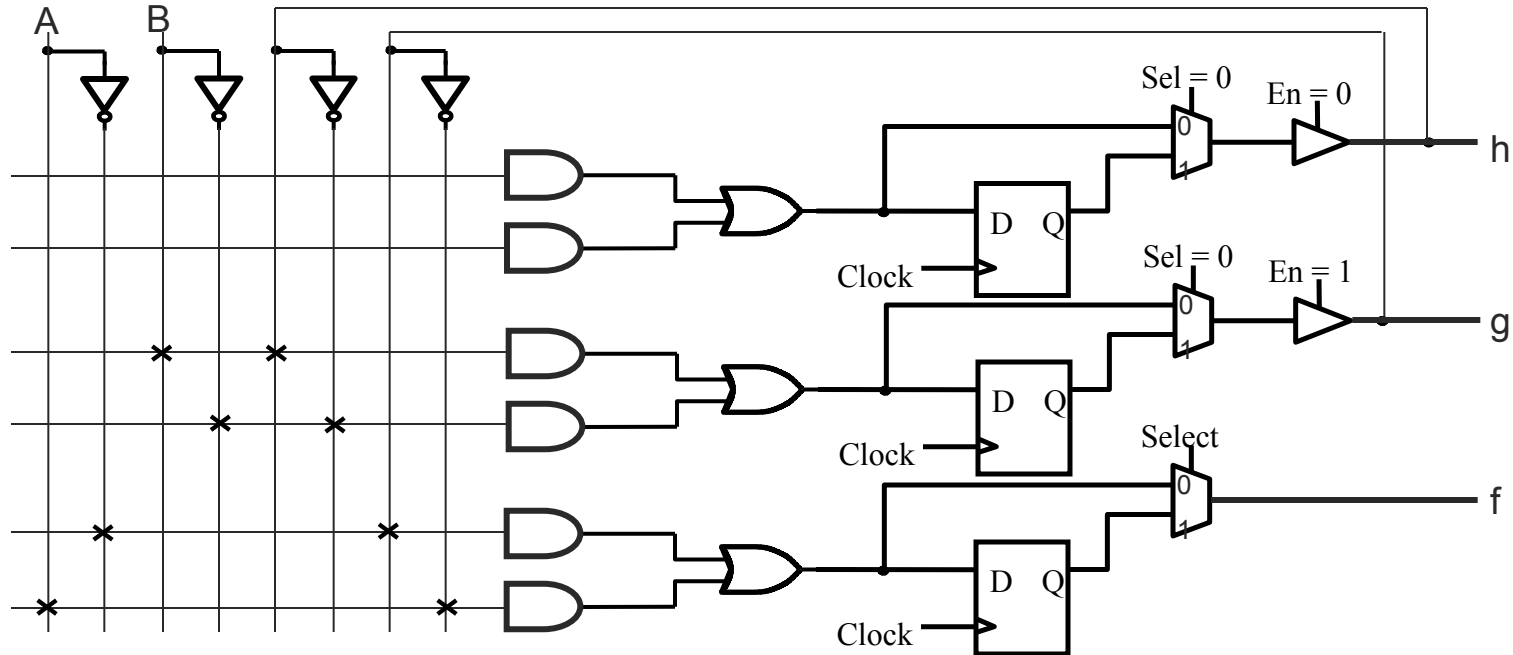 A
B
Sel = 0
En = 0
0
1
h
D Q
Clock
Sel = 0
En = 1
0
1
g
D Q
Clock
Select
0
1
f
D Q
Clock